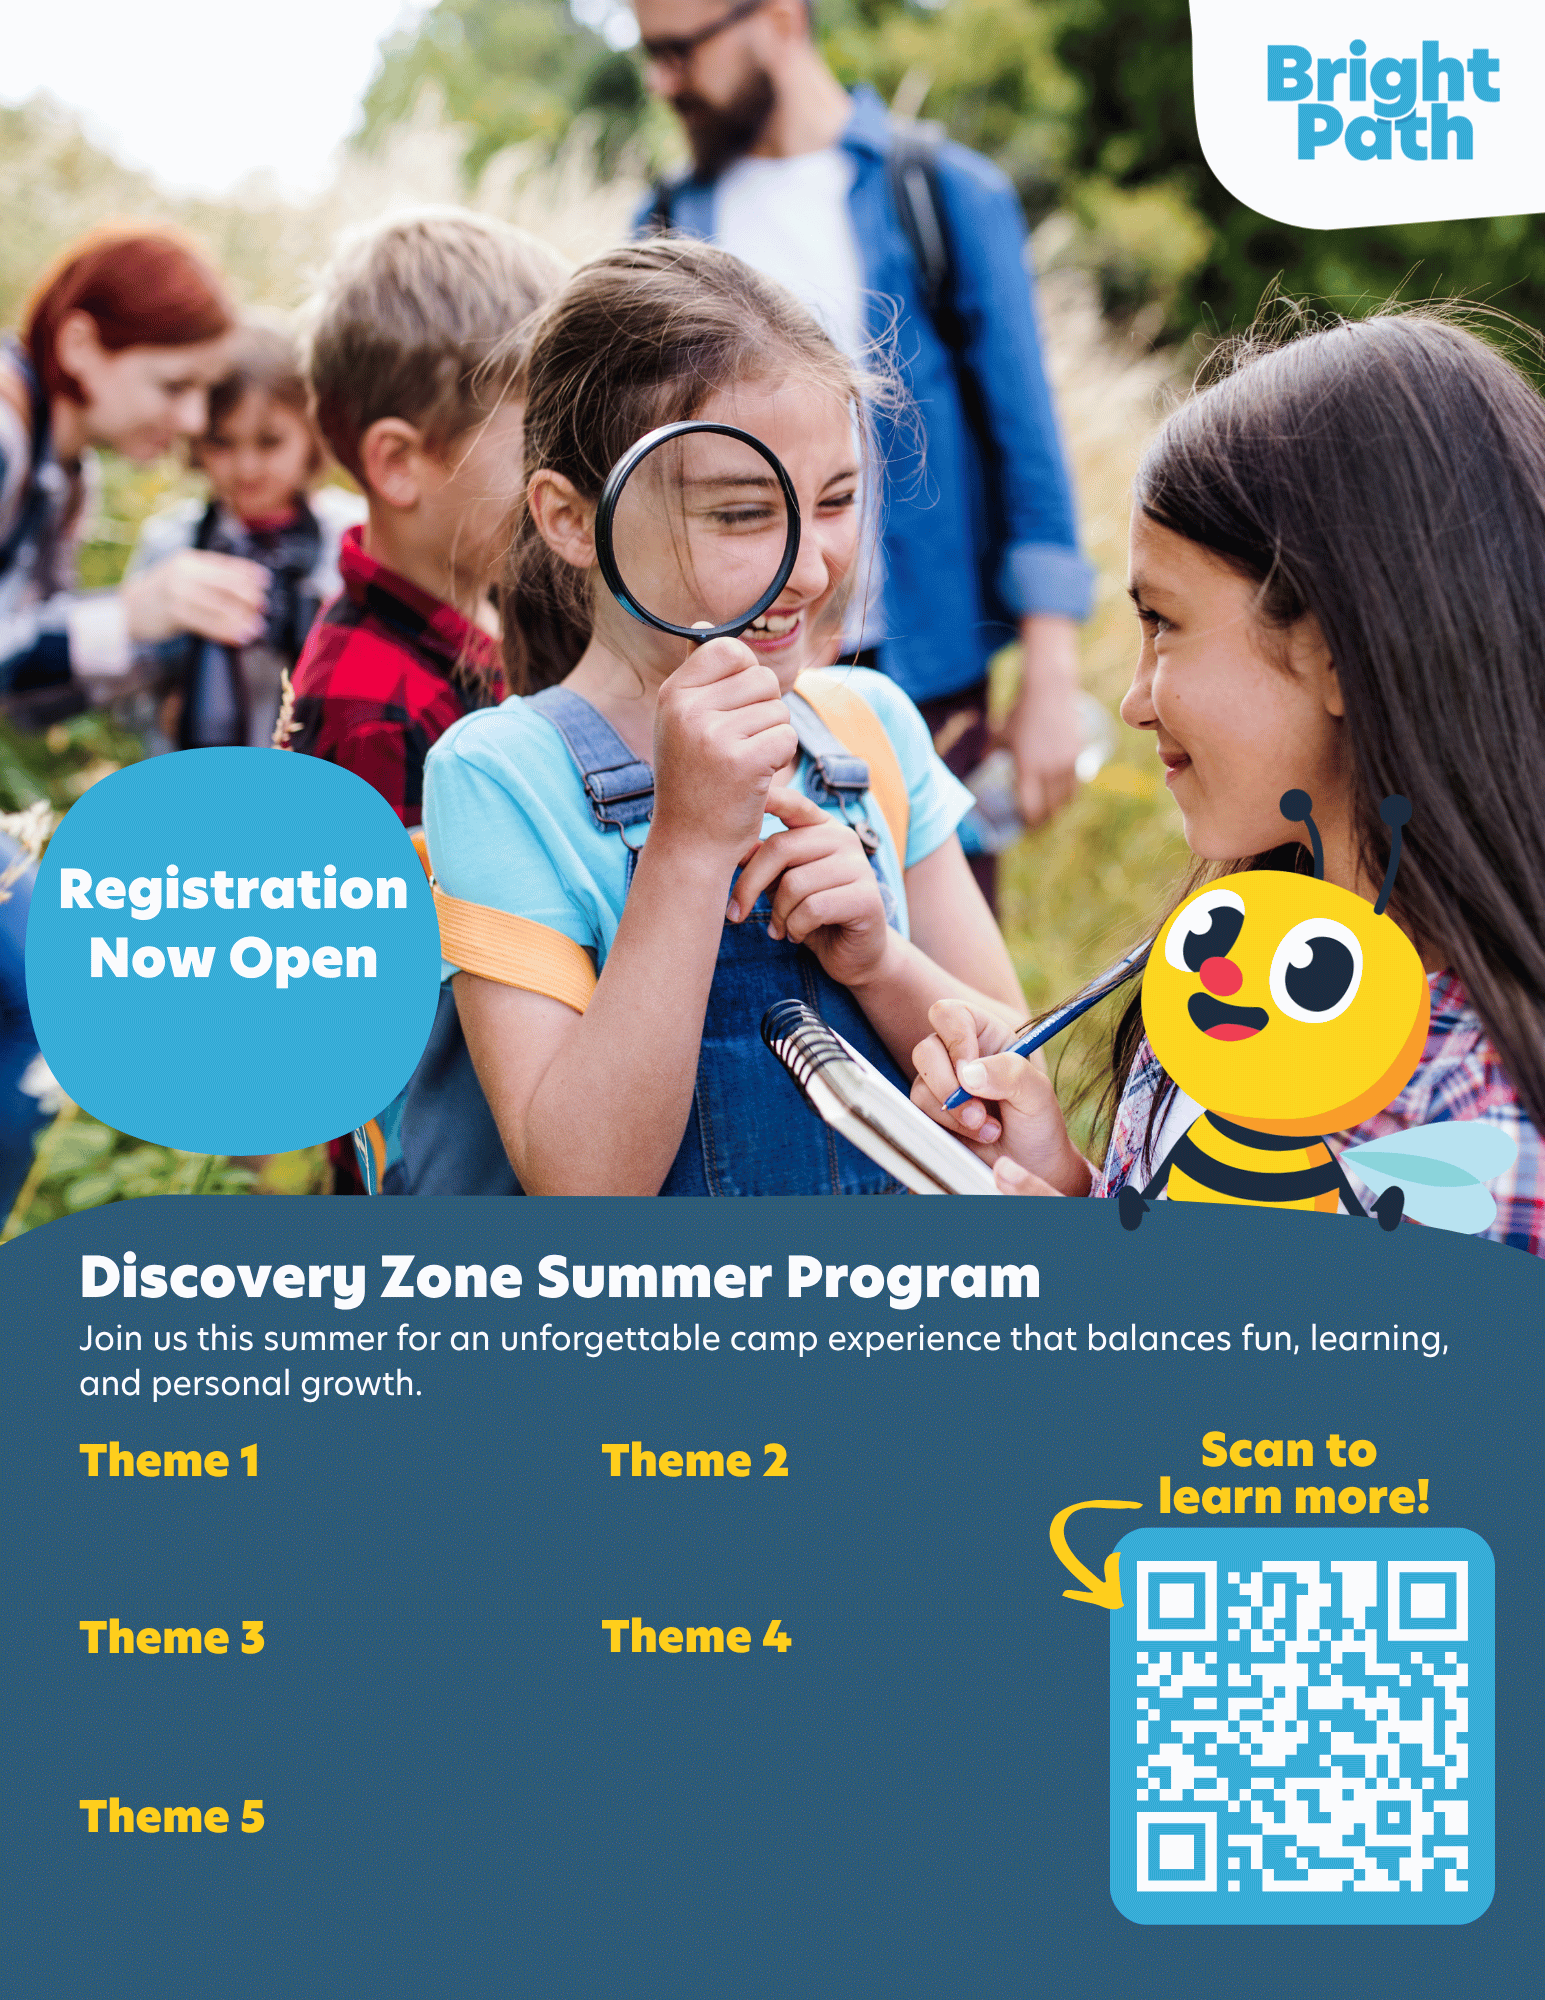 Bright
Path
Registration
Now Open
Discovery Zone Summer Program
Join us this summer for an unforgettable camp experience that balances fun, learning,
and personal growth.
Theme 1
Theme 2
Scan to
learn more!
Theme 3
Theme 4
Theme 5